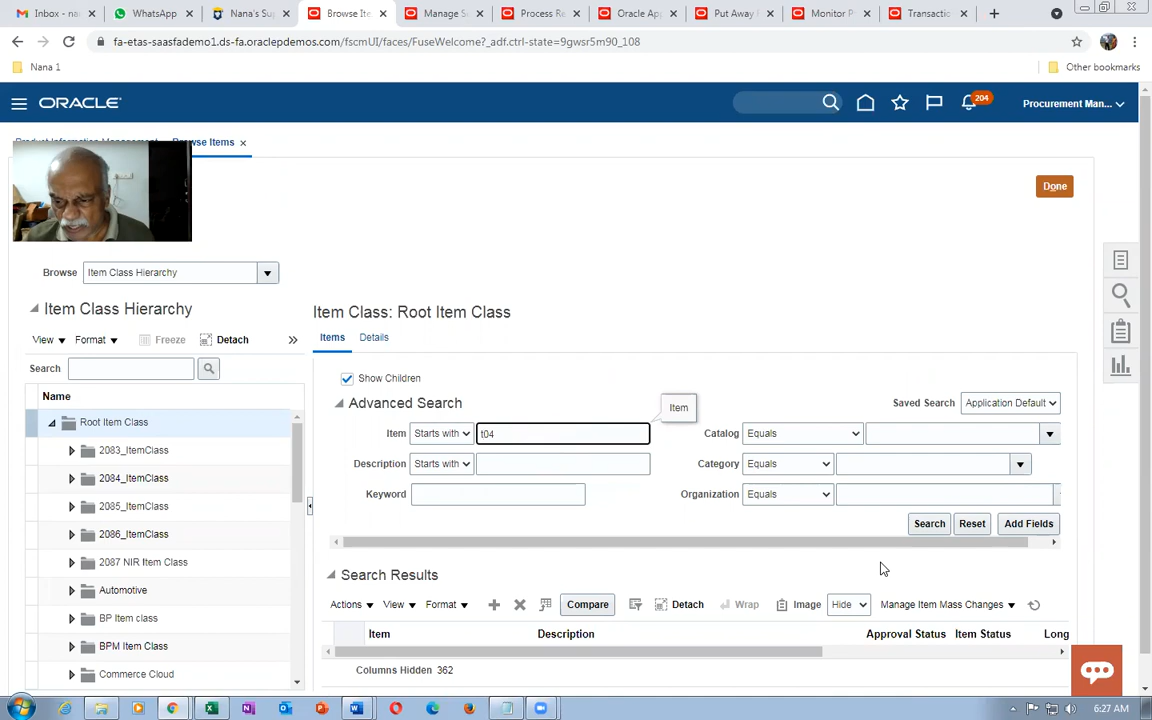 Inbox - nan
WhatsApp
Nana's Sup
Browse Ite
Manage Sc
Process Re
Oracle App
Put Away F
Monitor P
Transactio
fa-etas-saasfademo1.ds-fa.oraclepdemos.com/fscmUI/faces/FuseWelcome?_adf.ctrl-state=9gwsr5m90_108
Nana 1
Other bookmarks
ORACLE
204
Procurement Man...
Browse Items
Done
Browse Item Class Hierarchy
Item Class Hierarchy
View Format Freeze Detach
Search
Name
Root Item Class
2083_ItemClass
2084_ItemClass
2085_ItemClass
2086_ItemClass
2087 NIR Item Class
Automotive
BP Item class
BPM Item Class
Commerce Cloud
Item Class: Root Item Class
Items Details
Show Children
Advanced Search
Item
Saved Search Application Default
Item Starts with t04
Catalog Equals
Description Starts with
Category Equals
Keyword
Organization Equals
Search Reset Add Fields
Search Results
Actions View Format Compare Detach Wrap Image Hide Manage Item Mass Changes
Item Description Approval Status Item Status Long
Columns Hidden 362
6:27 AM